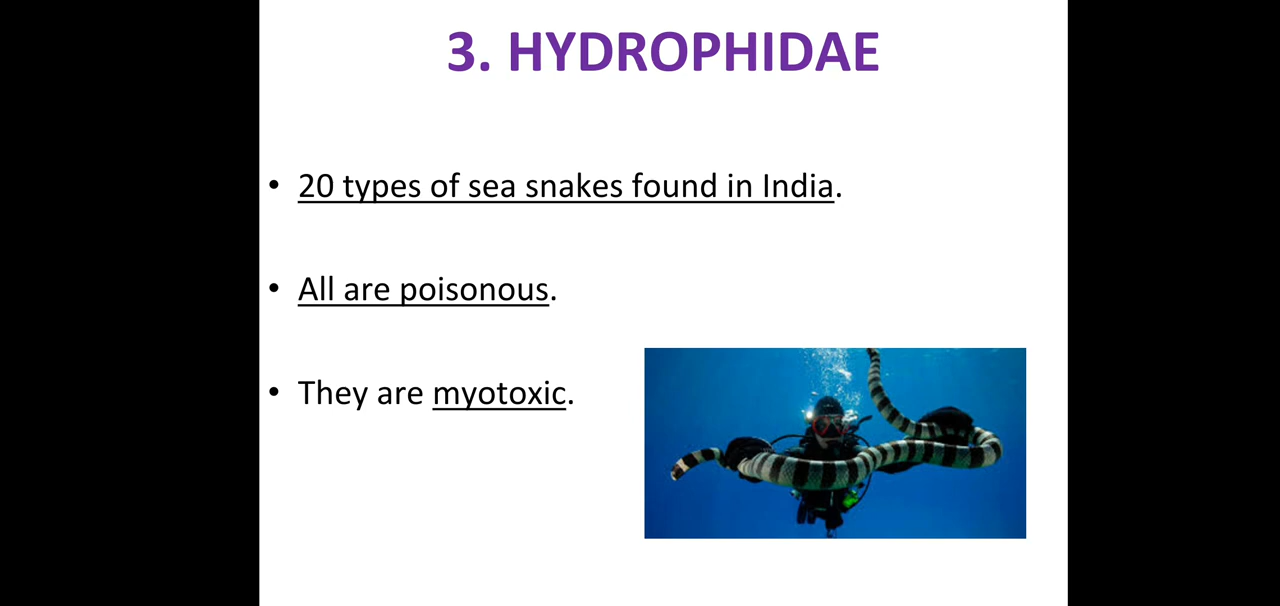 3. HYDROPHIDAE
• 20 types of sea snakes found in India.
• All are poisonous.
• They are myotoxic.